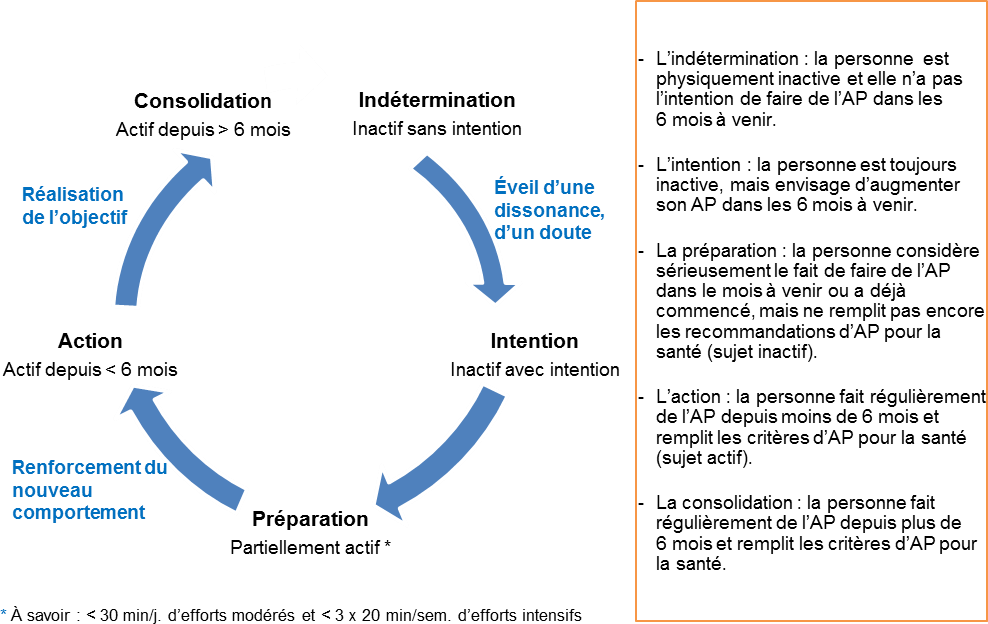 Consolidation
Actif depuis > 6 mois
Indétermination
Inactif sans intention
Éveil d'une
dissonance,
d'un doute
Intention
Inactif avec intention
Préparation
Partiellement actif *
Renforcement du
nouveau
comportement
Action
Actif depuis < 6 mois
Réalisation
de l'objectif
* À savoir : < 30 min/j. d'efforts modérés et < 3 x 20 min/sem. d'efforts intensifs
- L'indétermination : la personne est
physiquement inactive et elle n'a pas
l'intention de faire de l'AP dans les
6 mois à venir.
- L'intention : la personne est toujours
inactive, mais envisage d'augmenter
son AP dans les 6 mois à venir.
- La préparation : la personne considère
sérieusement le fait de faire de l'AP
dans le mois à venir ou a déjà
commencé, mais ne remplit pas encore
les recommandations d'AP pour la
santé (sujet inactif).
- L'action : la personne fait régulièrement
de l'AP depuis moins de 6 mois et
remplit les critères d'AP pour la santé
(sujet actif).
- La consolidation : la personne fait
régulièrement de l'AP depuis plus de
6 mois et remplit les critères d'AP pour
la santé.